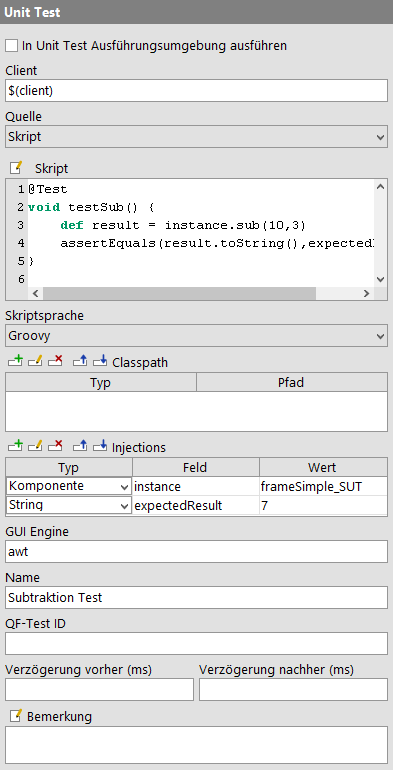 Unit Test
In Unit Test Ausführungsumgebung ausführen
Client
$(client)
Quelle
Skript
Skript
1 @Test
2 void testSub() {
3     def result = instance.sub(10,3)
4     assertEquals(result.toString(),expected
5 }
6
Skriptsprache
Groovy
Classpath
Typ Pfad
Injections
Typ Feld Wert
Komponente instance frameSimple_SUT
String expectedResult 7
GUI Engine
awt
Name
Subtraktion Test
QF-Test ID
Verzögerung vorher (ms) Verzögerung nachher (ms)
Bemerkung